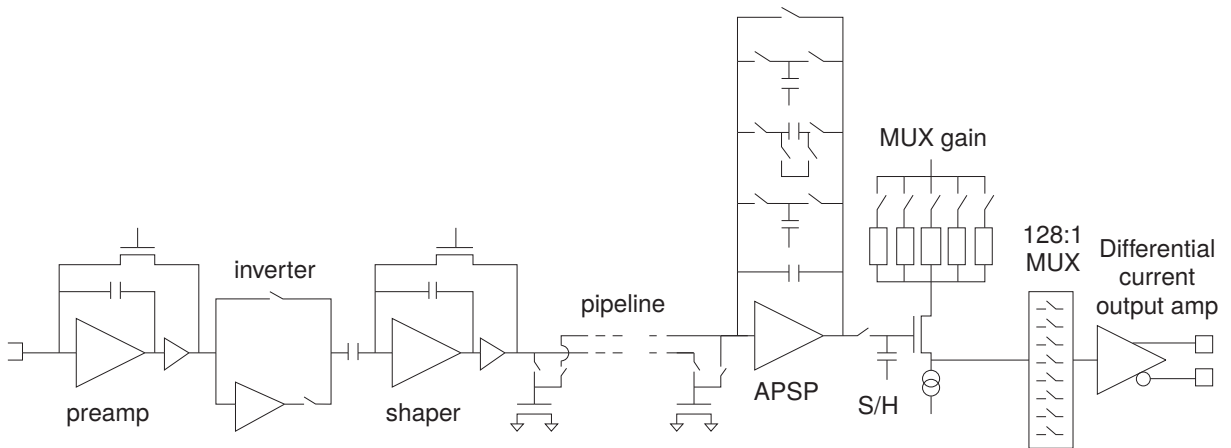 preamp
inverter
shaper
pipeline
APSP
S/H
MUX gain
128:1
MUX
Differential
current
output amp